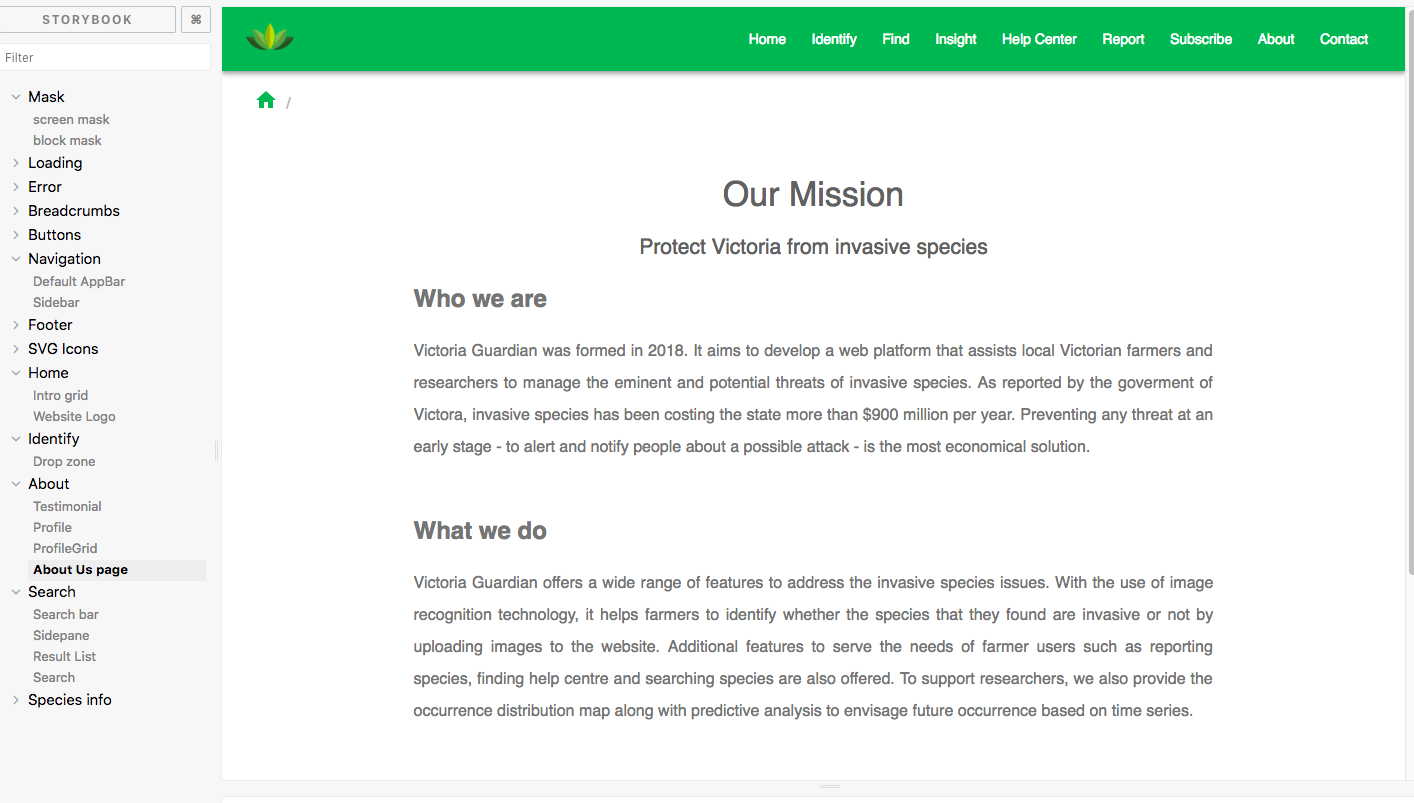 STORYBOOK
⌘
Filter
Mask
screen mask
block mask
Loading
Error
Breadcrumbs
Buttons
Navigation
Default AppBar
Sidebar
Footer
SVG Icons
Home
Intro grid
Website Logo
Identify
Drop zone
About
Testimonial
Profile
ProfileGrid
About Us page
Search
Search bar
Sidepane
Result List
Search
Species info
Home Identify Find Insight Help Center Report Subscribe About Contact
/
Our Mission
Protect Victoria from invasive species
Who we are
Victoria Guardian was formed in 2018. It aims to develop a web platform that assists local Victorian farmers and
researchers to manage the eminent and potential threats of invasive species. As reported by the goverment of
Victora, invasive species has been costing the state more than $900 million per year. Preventing any threat at an
early stage - to alert and notify people about a possible attack - is the most economical solution.
What we do
Victoria Guardian offers a wide range of features to address the invasive species issues. With the use of image
recognition technology, it helps farmers to identify whether the species that they found are invasive or not by
uploading images to the website. Additional features to serve the needs of farmer users such as reporting
species, finding help centre and searching species are also offered. To support researchers, we also provide the
occurrence distribution map along with predictive analysis to envisage future occurrence based on time series.